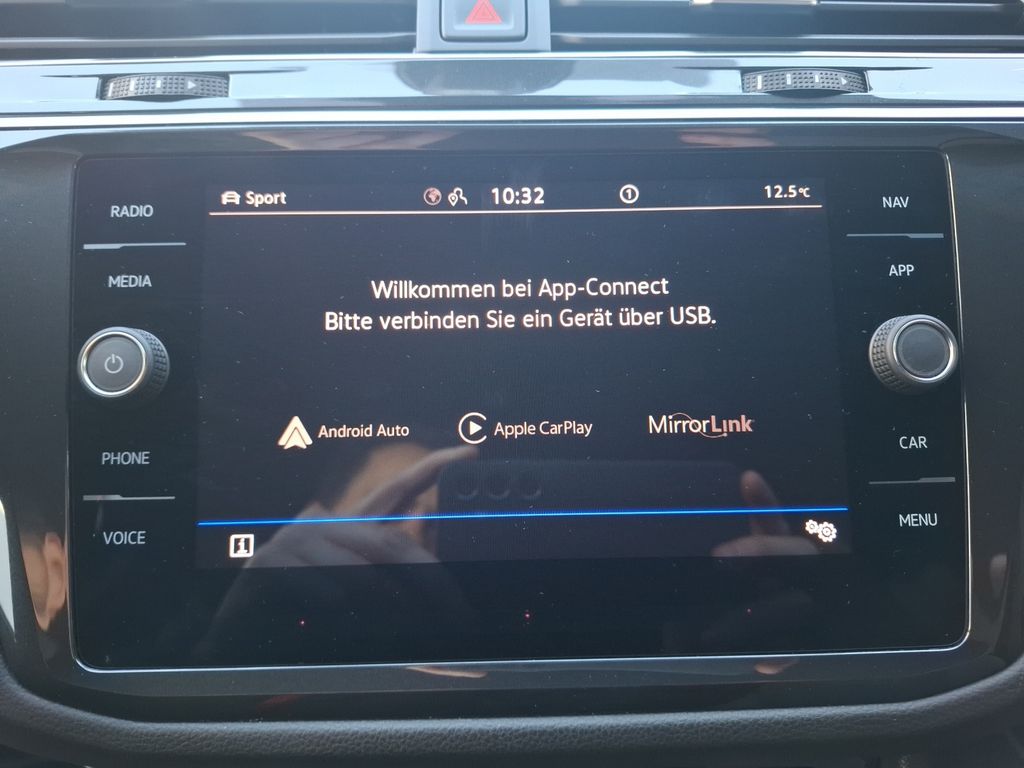 RADIO
MEDIA
PHONE
VOICE
Sport 10:32 1 12.5°C
Willkommen bei App-Connect
Bitte verbinden Sie ein Gerät über USB.
Android Auto Apple CarPlay MirrorLink
i
NAV
APP
CAR
MENU